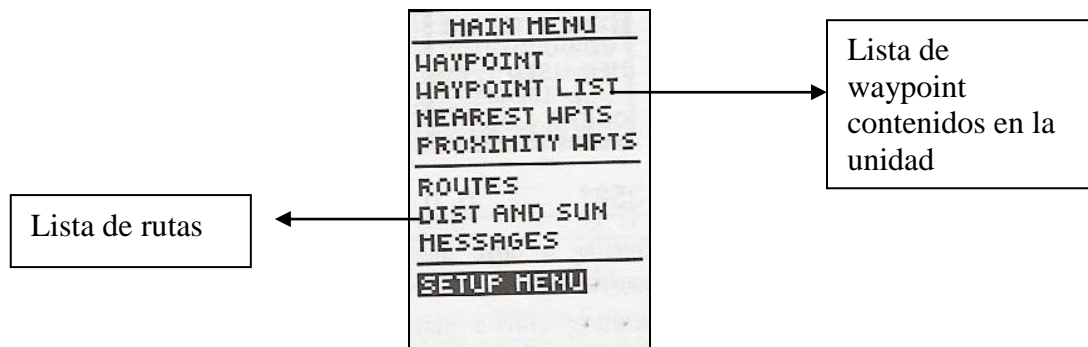 MAIN MENU
WAYPOINT
WAYPOINT LIST
NEAREST WPTS
PROXIMITY WPTS
ROUTES
DIST AND SUN
MESSAGES
SETUP MENU
Lista de
waypoint
contenidos en la
unidad
Lista de rutas